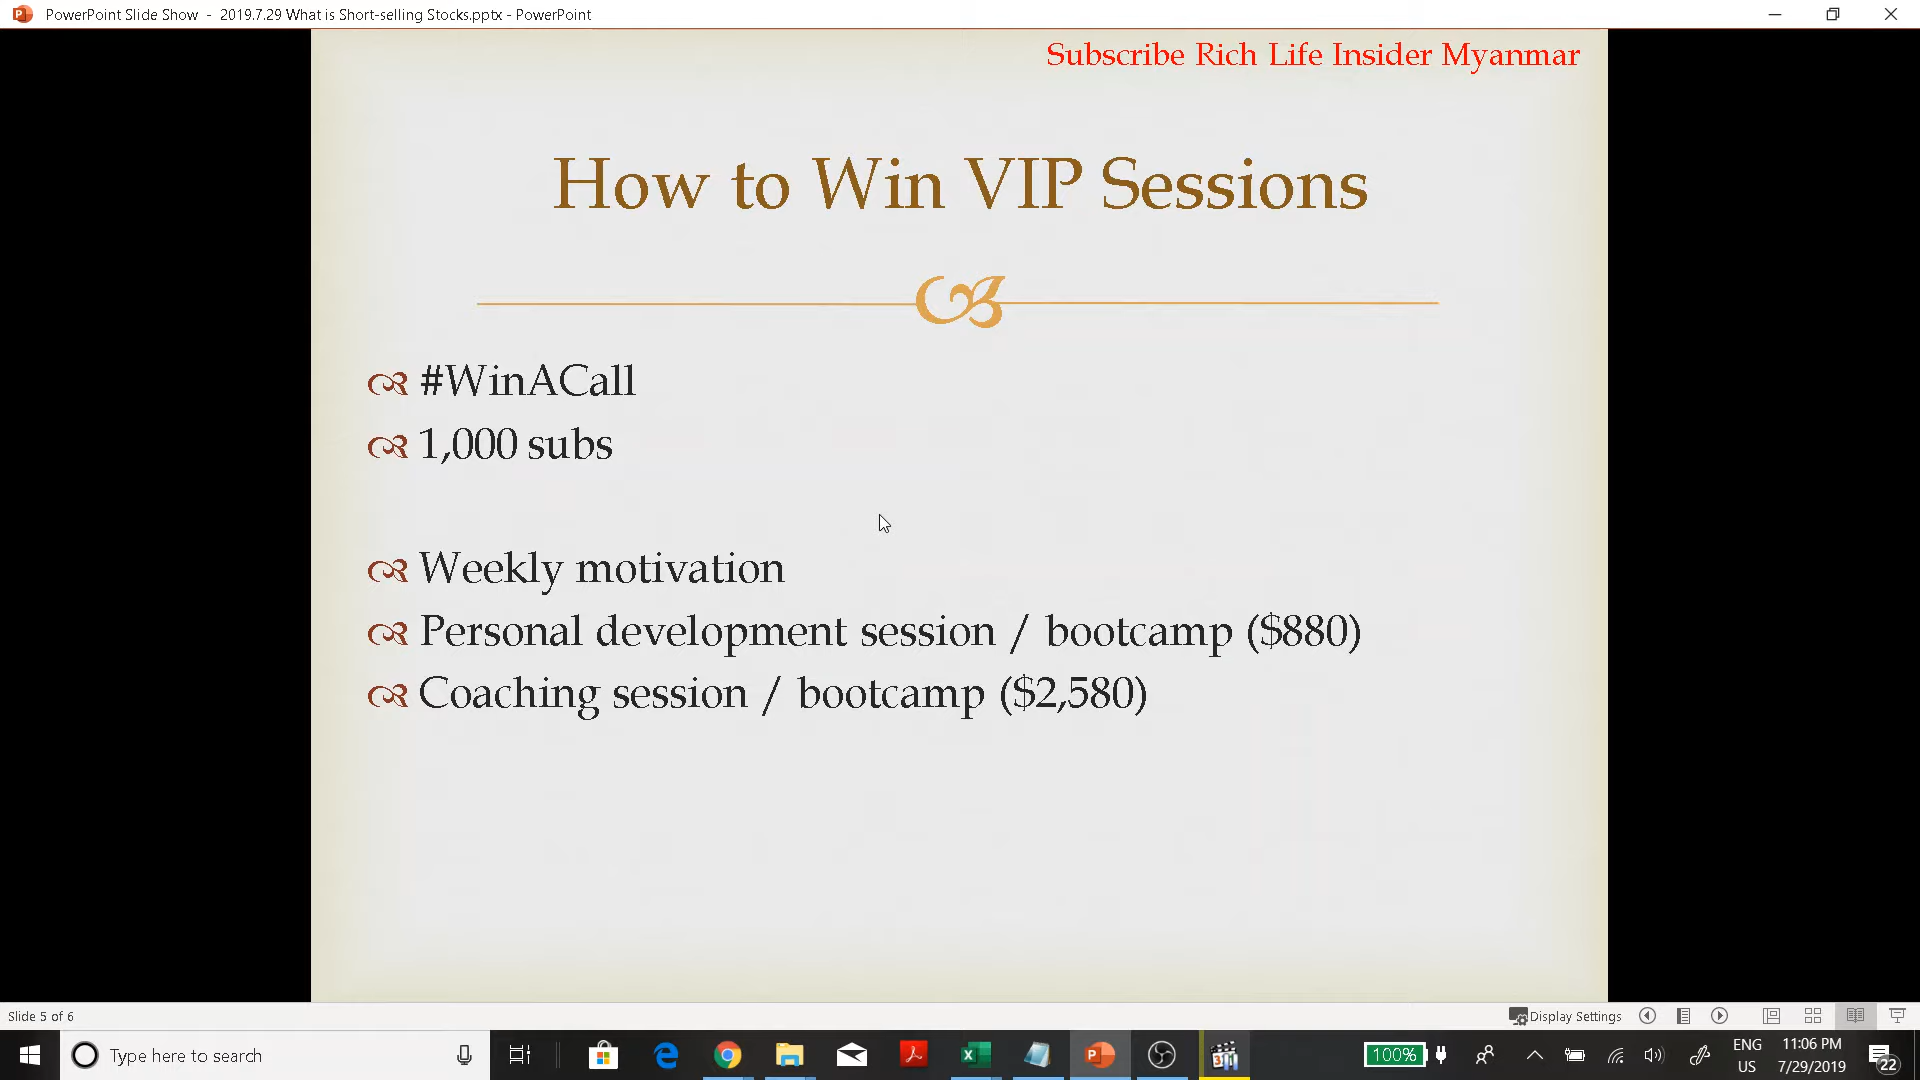 PowerPoint Slide Show - 2019.7.29 What is Short-selling Stocks.pptx - PowerPoint
Subscribe Rich Life Insider Myanmar
How to Win VIP Sessions
#WinACall
1,000 subs
Weekly motivation
Personal development session / bootcamp ($880)
Coaching session / bootcamp ($2,580)
Slide 5 of 6
Display Settings
Type here to search
100%
ENG
US
11:06 PM
7/29/2019
22